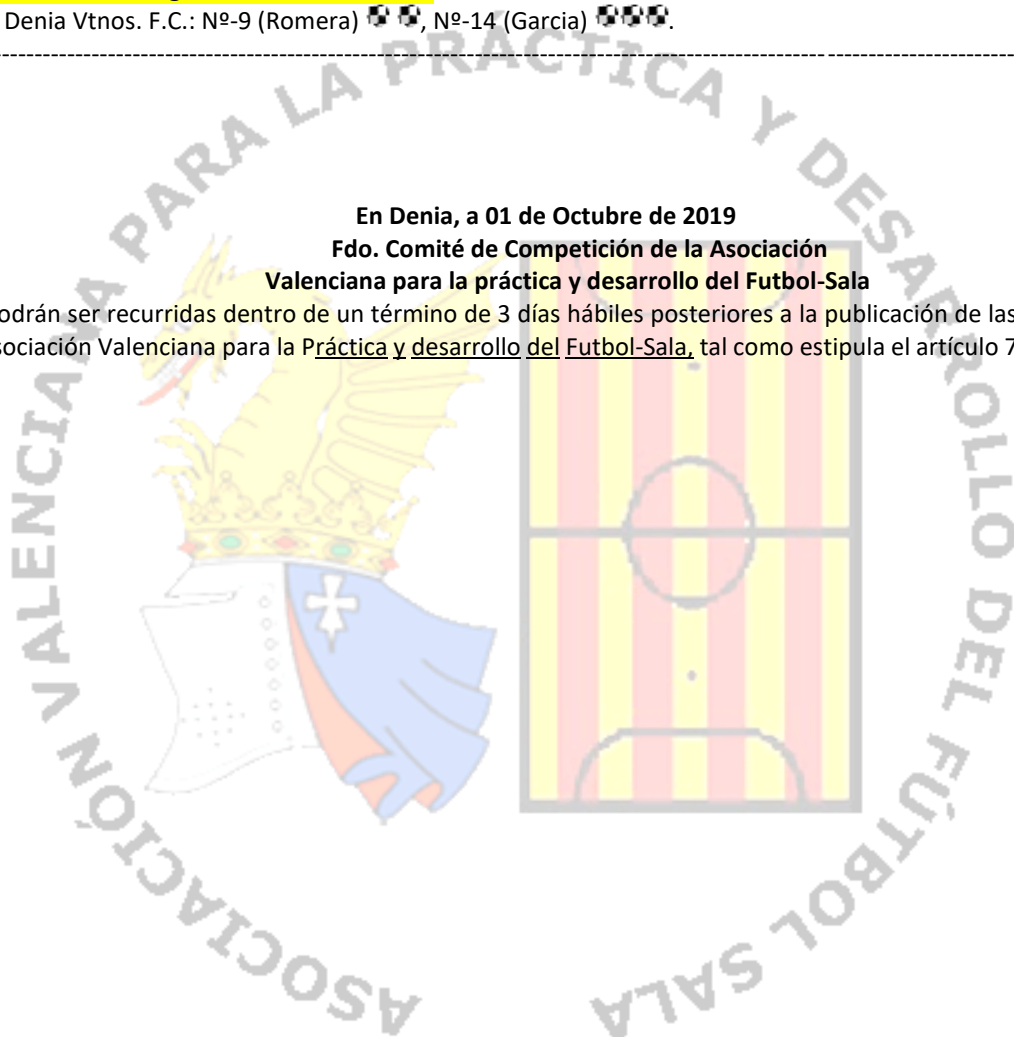 Denia Vtnos. F.C.: Nº-9 (Romera) ⚽ ⚽, Nº-14 (Garcia) ⚽⚽⚽.
En Denia, a 01 de Octubre de 2019
Fdo. Comité de Competición de la Asociación
Valenciana para la práctica y desarrollo del Futbol-Sala
odrán ser recurridas dentro de un término de 3 días hábiles posteriores a la publicación de las
sociación Valenciana para la Práctica y desarrollo del Futbol-Sala, tal como estipula el artículo 7
ASOCIACIÓN VALENCIANA PARA LA PRÁCTICA Y DESARROLLO DEL FÚTBOL SALA